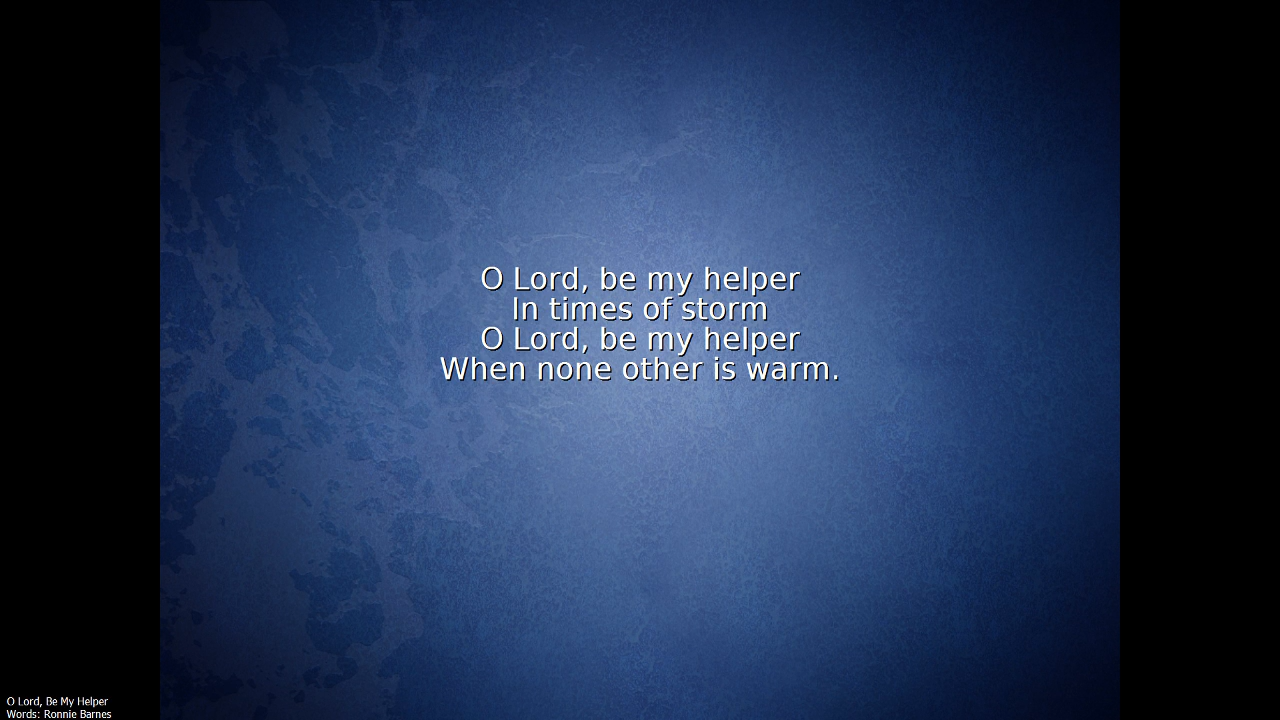 O Lord, be my helper
In times of storm
O Lord, be my helper
When none other is warm.
O Lord, Be My Helper
Words: Ronnie Barnes